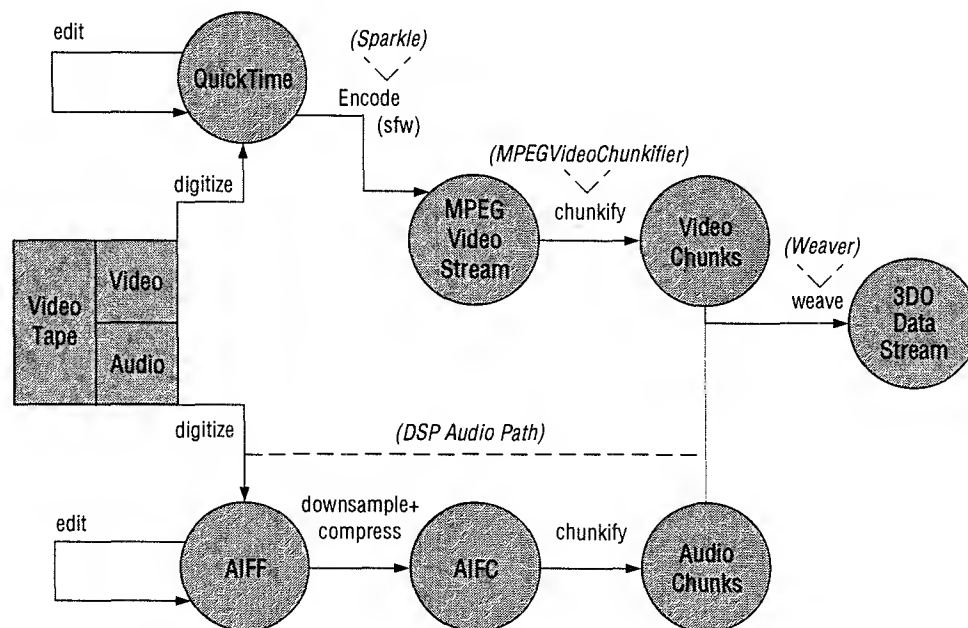 edit
QuickTime
(Sparkle)
Encode
(sfw)
digitize
(MPEGVideoChunkifier)
MPEG
Video
Stream
chunkify
Video
Chunks
(Weaver)
weave
3DO
Data
Stream
Video
Tape
Video
Audio
digitize
(DSP Audio Path)
edit
AIFF
downsample+
compress
AIFC
chunkify
Audio
Chunks